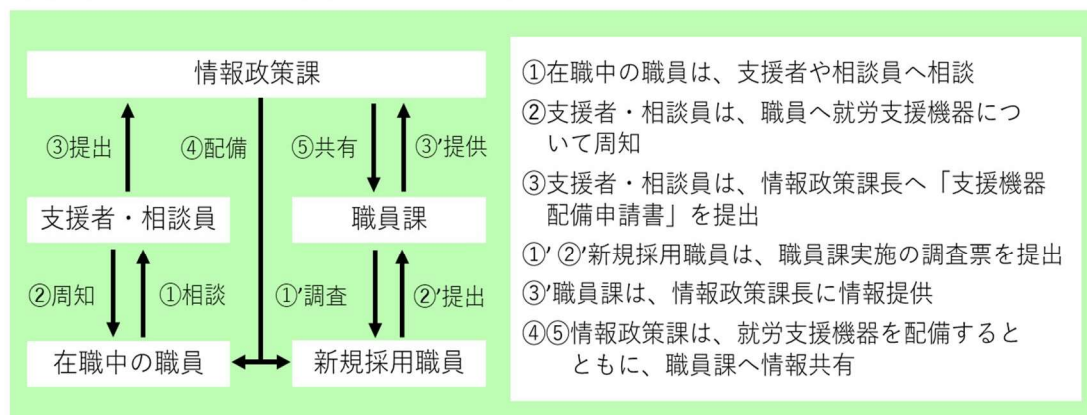 情報政策課
③提出
④配備
⑤共有
③’提供
支援者・相談員
職員課
②周知
①相談
①’調査
②’提出
在職中の職員
新規採用職員
①在職中の職員は、支援者や相談員へ相談
②支援者・相談員は、職員へ就労支援機器につ
いて周知
③支援者・相談員は、情報政策課長へ「支援機器
配備申請書」を提出
①’ ②’新規採用職員は、職員課実施の調査票を提出
③’職員課は、情報政策課長に情報提供
④⑤情報政策課は、就労支援機器を配備すると
ともに、職員課へ情報共有